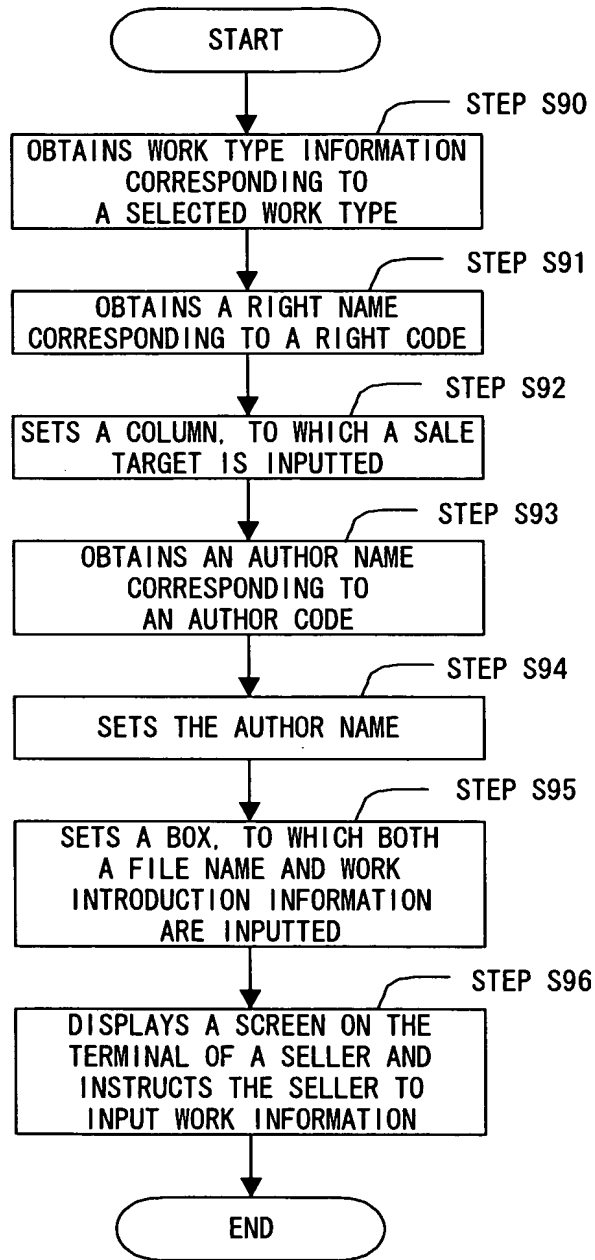 START
STEP S90
OBTAINS WORK TYPE INFORMATION
CORRESPONDING TO
A SELECTED WORK TYPE
STEP S91
OBTAINS A RIGHT NAME
CORRESPONDING TO A RIGHT CODE
STEP S92
SETS A COLUMN, TO WHICH A SALE
TARGET IS INPUTTED
STEP S93
OBTAINS AN AUTHOR NAME
CORRESPONDING TO
AN AUTHOR CODE
STEP S94
SETS THE AUTHOR NAME
STEP S95
SETS A BOX, TO WHICH BOTH
A FILE NAME AND WORK
INTRODUCTION INFORMATION
ARE INPUTTED
STEP S96
DISPLAYS A SCREEN ON THE
TERMINAL OF A SELLER AND
INSTRUCTS THE SELLER TO
INPUT WORK INFORMATION
END